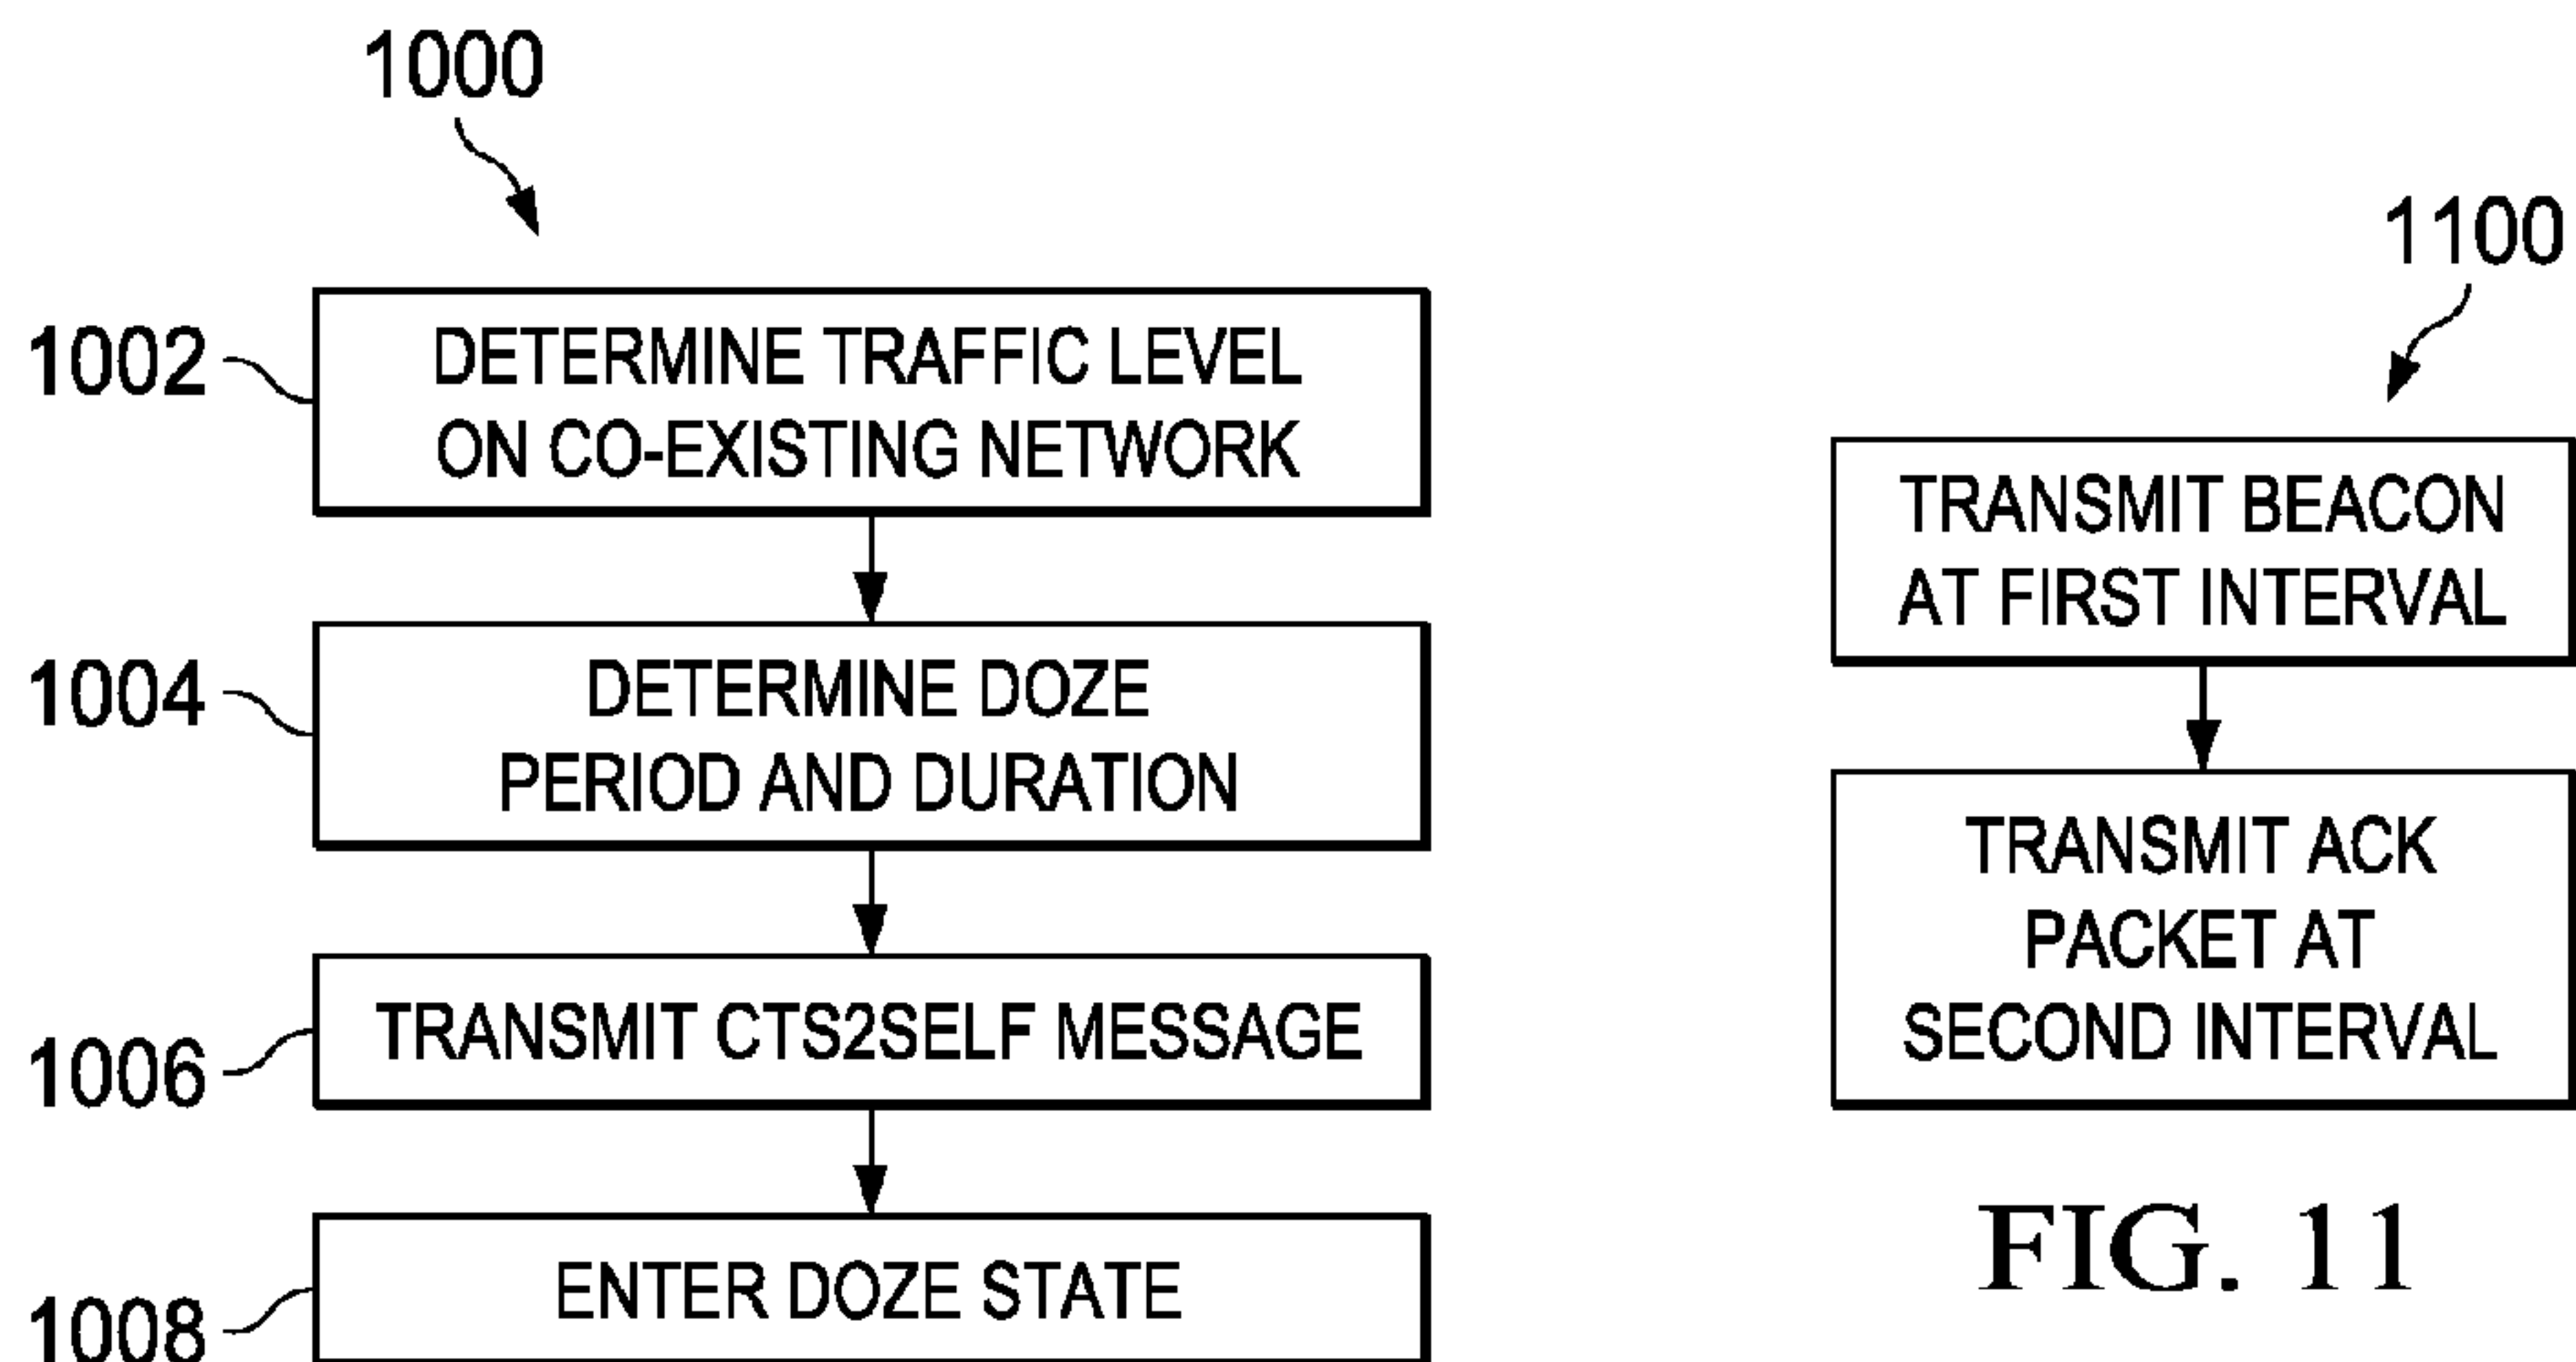 1000
1002
DETERMINE TRAFFIC LEVEL
ON CO-EXISTING NETWORK
1004
DETERMINE DOZE
PERIOD AND DURATION
1006
TRANSMIT CTS2SELF MESSAGE
1008
ENTER DOZE STATE
1100
TRANSMIT BEACON
AT FIRST INTERVAL
TRANSMIT ACK
PACKET AT
SECOND INTERVAL
FIG. 11